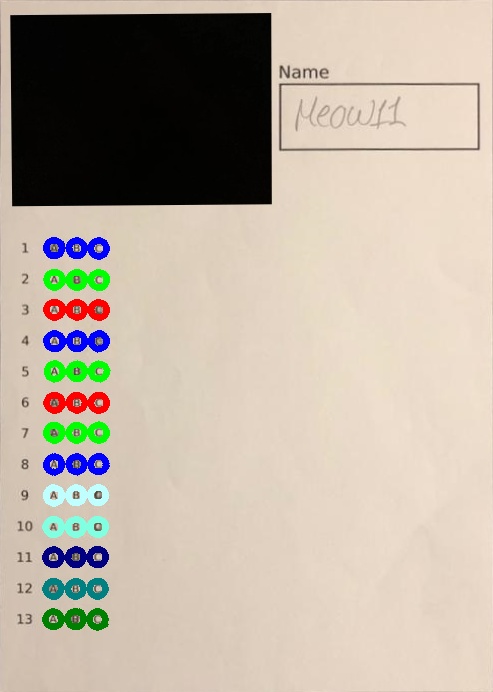 Name
Meow11
1 A B C
2 A B C
3 A B C
4 A B C
5 A B C
6 A B C
7 A B C
8 A B C
9 A B C
10 A B C
11 A B C
12 A B C
13 A B C